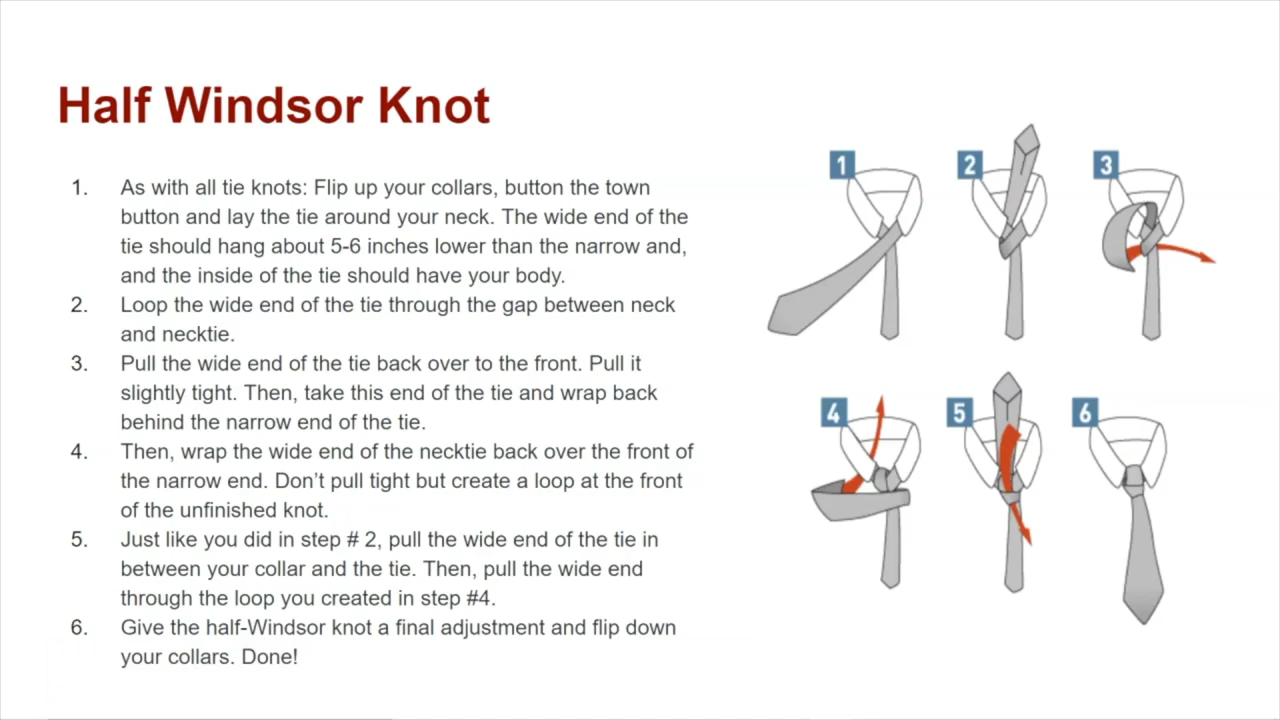 Half Windsor Knot
1. As with all tie knots: Flip up your collars, button the town
button and lay the tie around your neck. The wide end of the
tie should hang about 5-6 inches lower than the narrow and,
and the inside of the tie should have your body.
2. Loop the wide end of the tie through the gap between neck
and necktie.
3. Pull the wide end of the tie back over to the front. Pull it
slightly tight. Then, take this end of the tie and wrap back
behind the narrow end of the tie.
4. Then, wrap the wide end of the necktie back over the front of
the narrow end. Don’t pull tight but create a loop at the front
of the unfinished knot.
5. Just like you did in step # 2, pull the wide end of the tie in
between your collar and the tie. Then, pull the wide end
through the loop you created in step #4.
6. Give the half-Windsor knot a final adjustment and flip down
your collars. Done!
1
2
3
4
5
6